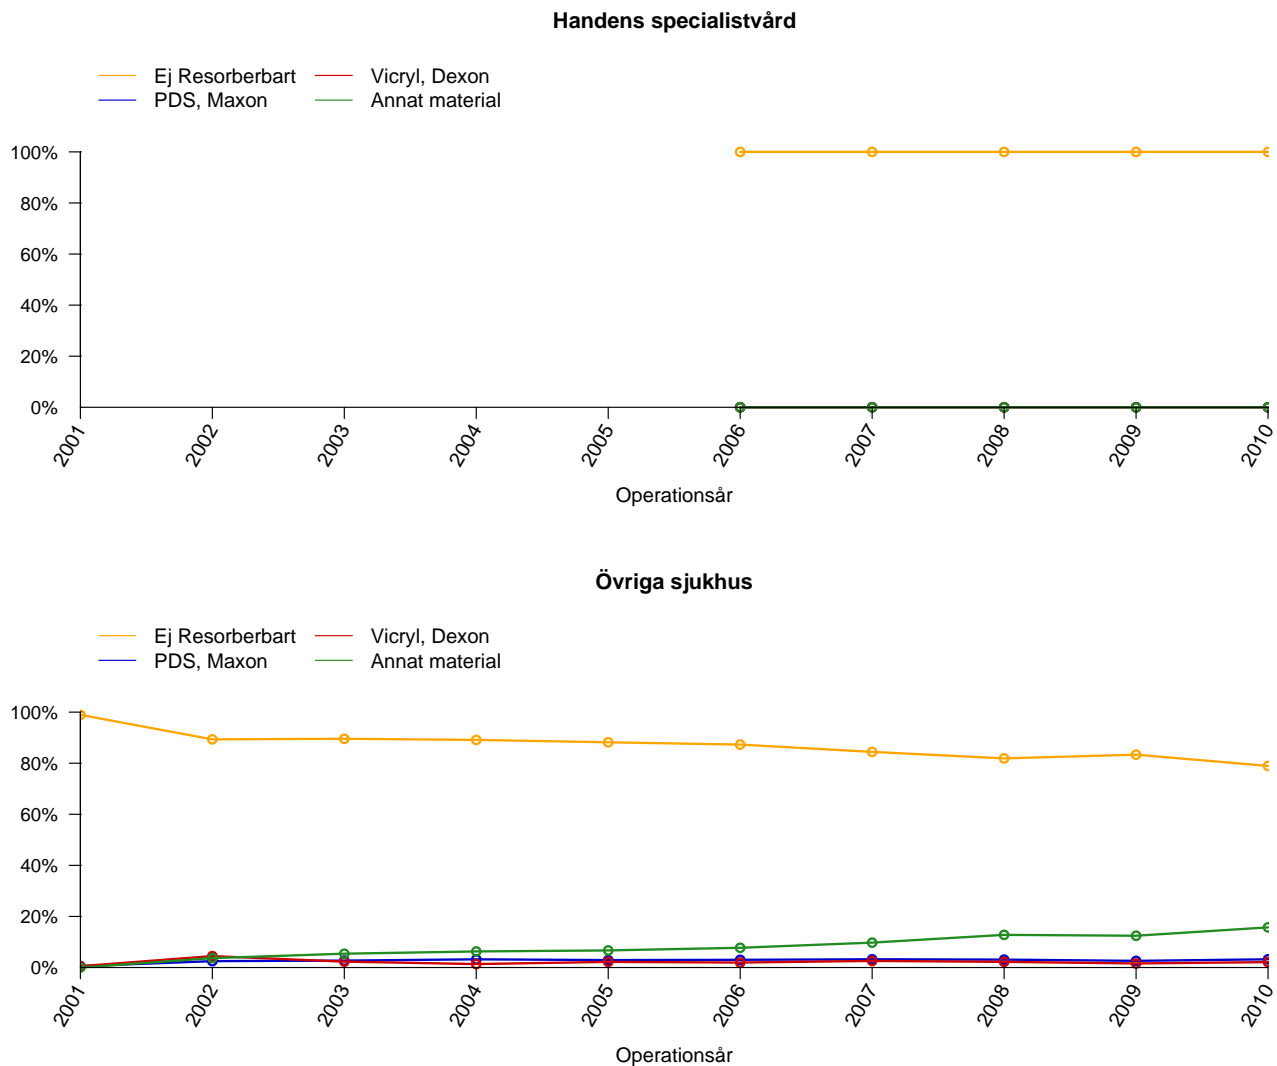 Handens specialistvård
Ej Resorberbart Vicryl, Dexon
PDS, Maxon Annat material
100%
80%
60%
40%
20%
0%
2001 2002 2003 2004 2005 2006 2007 2008 2009 2010
Operationsår
Övriga sjukhus
Ej Resorberbart Vicryl, Dexon
PDS, Maxon Annat material
100%
80%
60%
40%
20%
0%
2001 2002 2003 2004 2005 2006 2007 2008 2009 2010
Operationsår